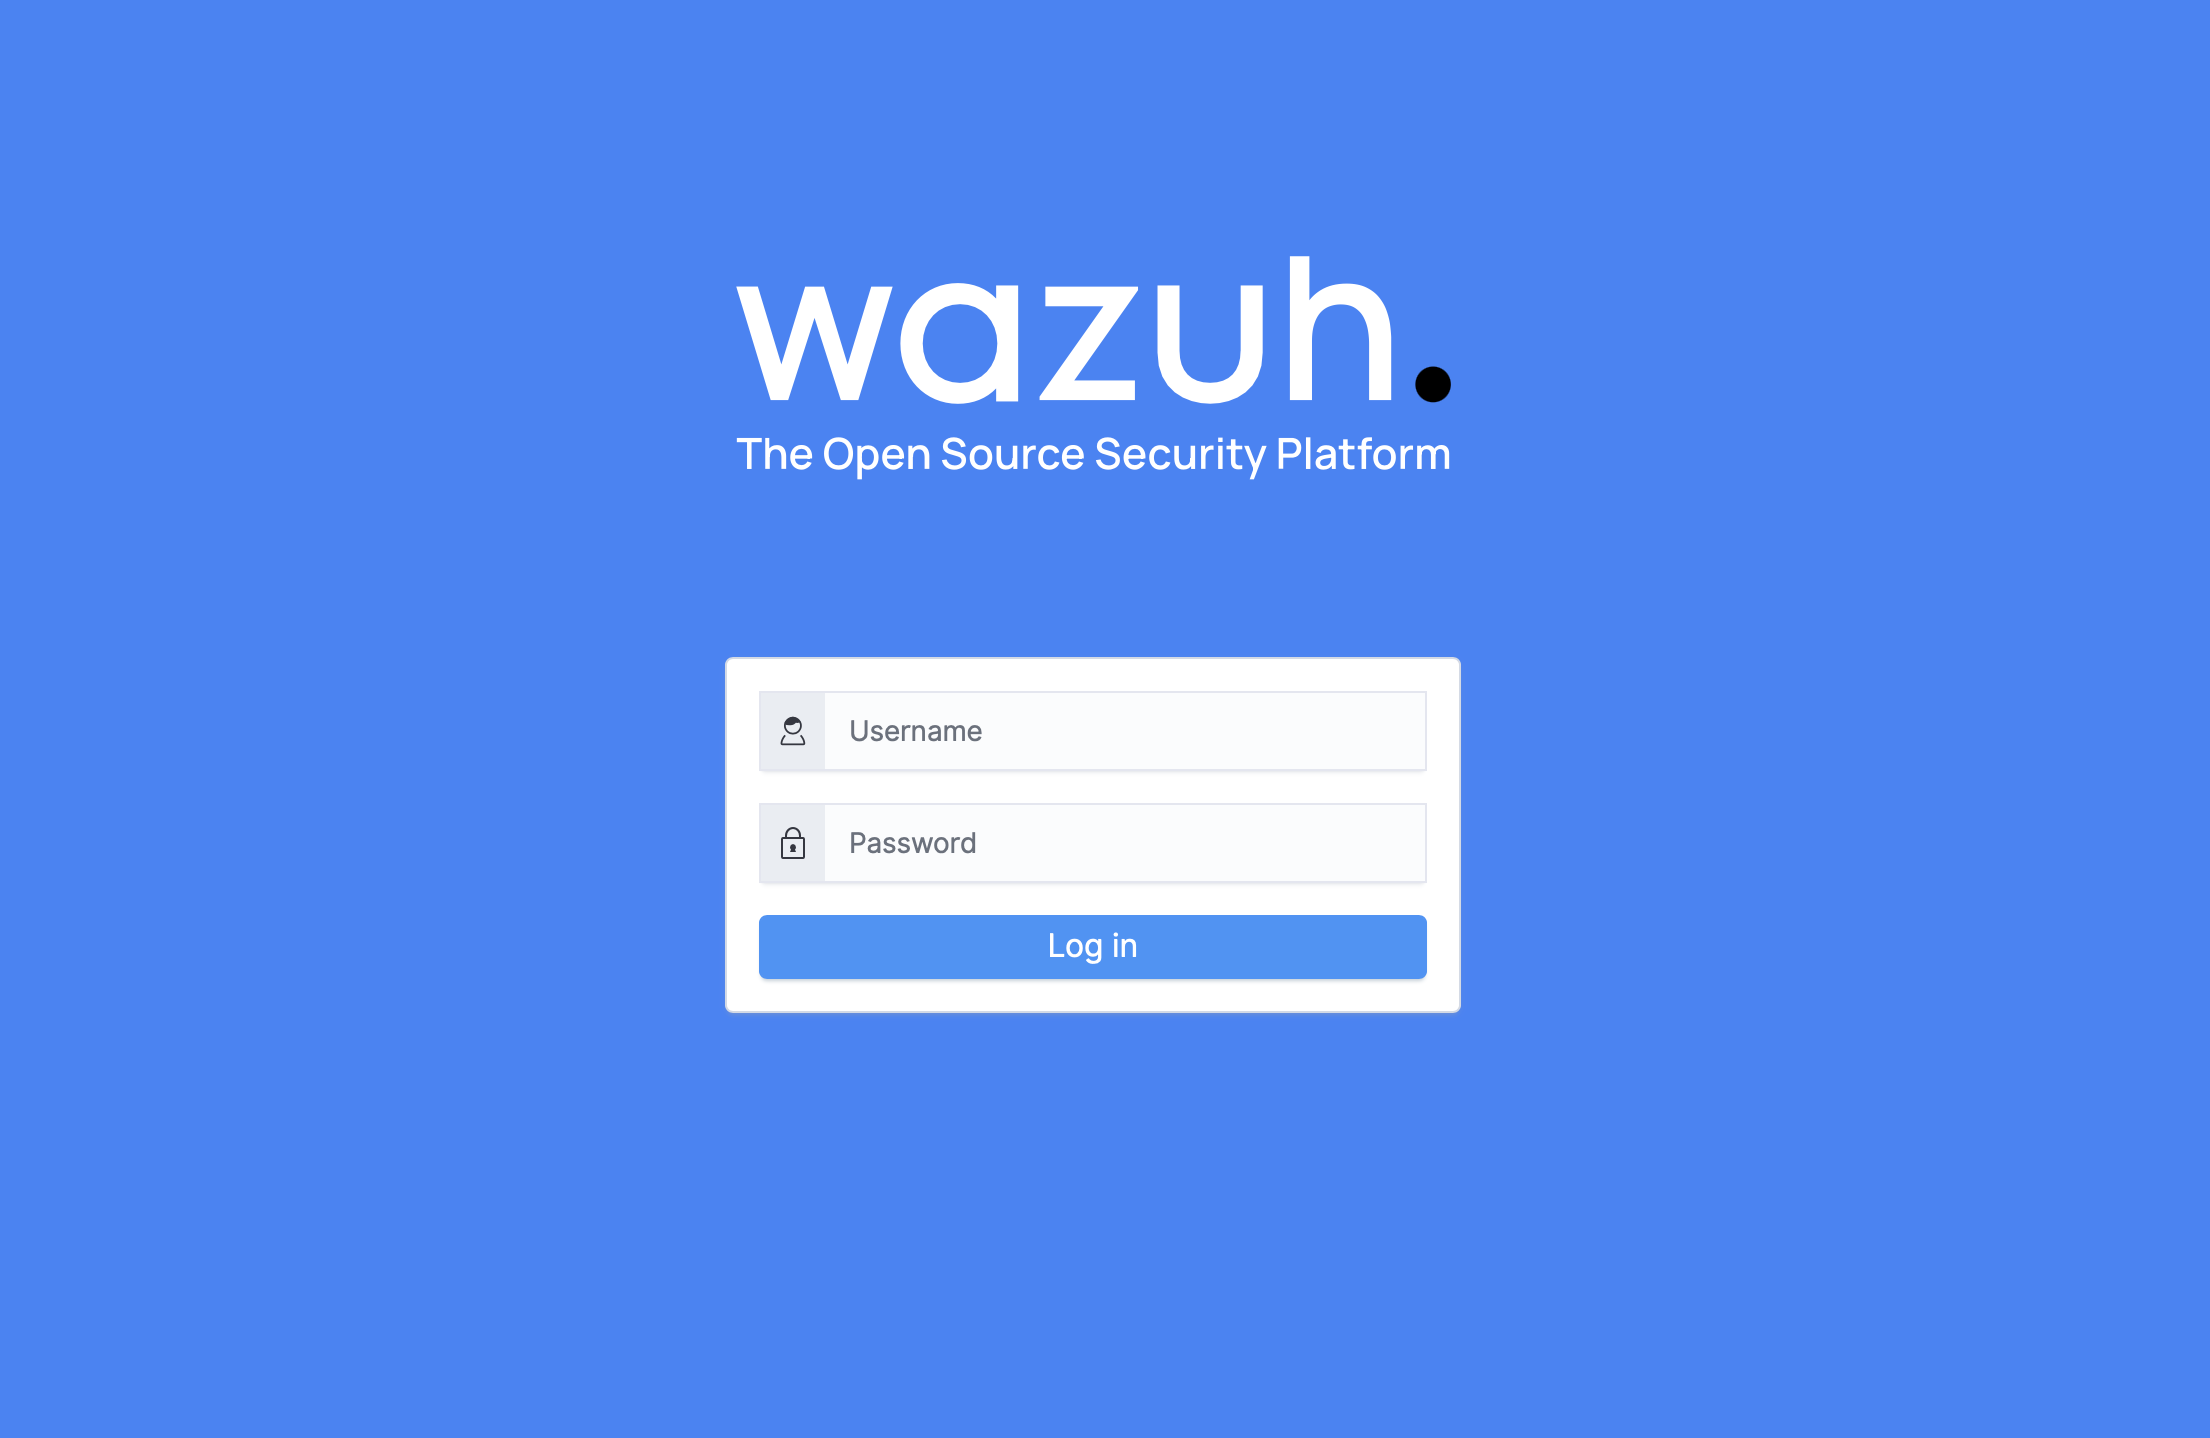 wazuh.
The Open Source Security Platform
Username
Password
Log in